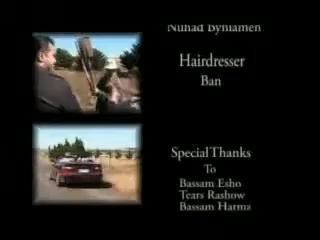 Nuhad Byniamen
Hairdresser
Ban
Special Thanks
To
Bassam Esho
Tears Rashow
Bassam Harma